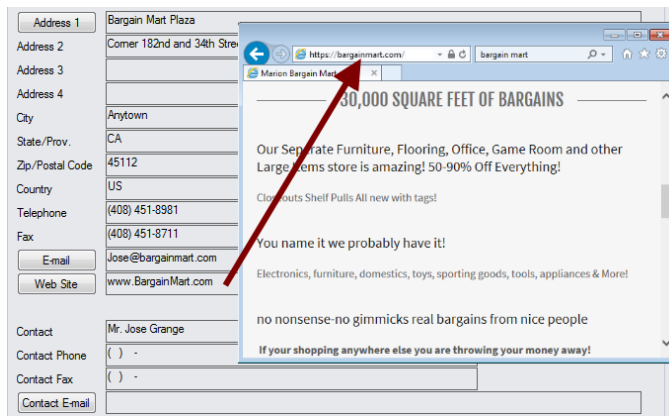 Address 1 Bargain Mart Plaza
Address 2 Corner 182nd and 34th Stre
Address 3
Address 4
City Anytown
State/Prov. CA
Zip/Postal Code 45112
Country US
Telephone (408) 451-8981
Fax (408) 451-8711
E-mail Jose@bargainmart.com
Web Site www.BargainMart.com
Contact Mr. Jose Grange
Contact Phone ( ) -
Contact Fax ( ) -
Contact E-mail
https://bargainmart.com/ bargain mart
Marion Bargain Mart
30,000 SQUARE FEET OF BARGAINS
Our Separate Furniture, Flooring, Office, Game Room and other
Large Items store is amazing! 50-90% Off Everything!
Closeouts Shelf Pulls All new with tags!
You name it we probably have it!
Electronics, furniture, domestics, toys, sporting goods, tools, appliances & More!
no nonsense-no gimmicks real bargains from nice people
If your shopping anywhere else you are throwing your money away!